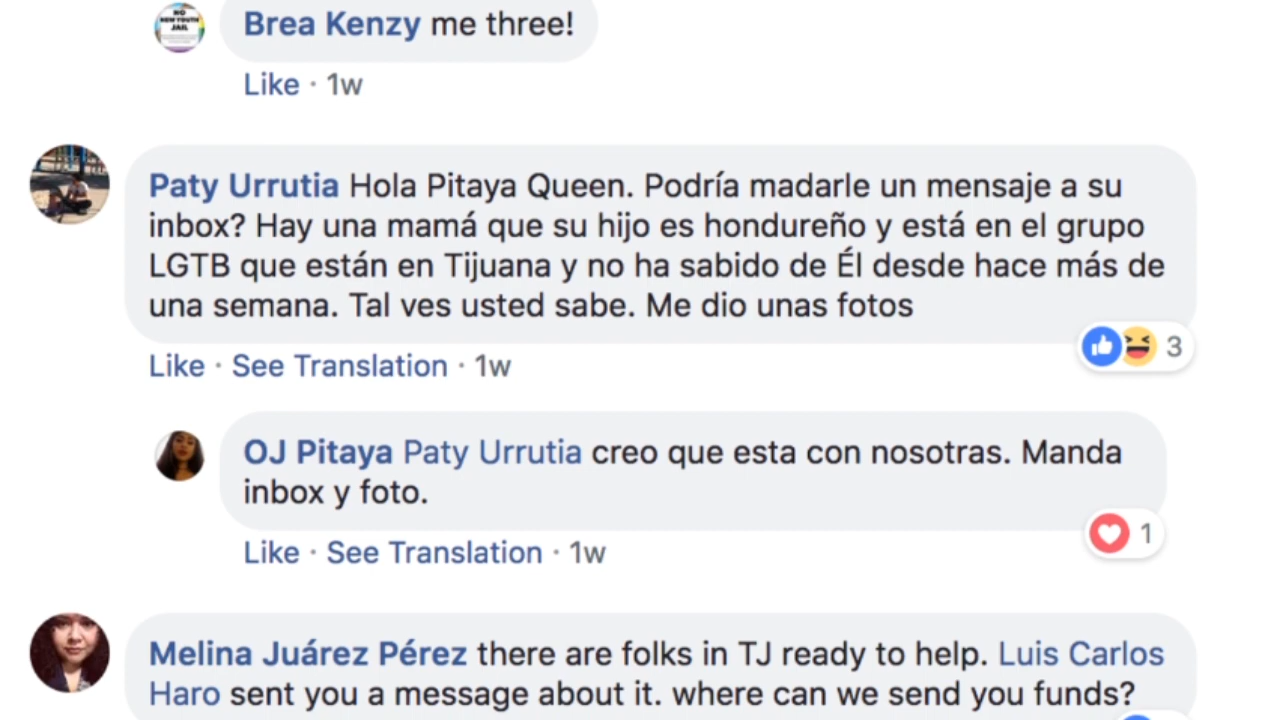 NO
NEW YOUTH
JAIL
Brea Kenzy me three!
Like · 1w
Paty Urrutia Hola Pitaya Queen. Podría madarle un mensaje a su
inbox? Hay una mamá que su hijo es hondureño y está en el grupo
LGTB que están en Tijuana y no ha sabido de Él desde hace más de
una semana. Tal ves usted sabe. Me dio unas fotos
3
Like · See Translation · 1w
OJ Pitaya Paty Urrutia creo que esta con nosotras. Manda
inbox y foto.
1
Like · See Translation · 1w
Melina Juárez Pérez there are folks in TJ ready to help. Luis Carlos
Haro sent you a message about it. where can we send you funds?